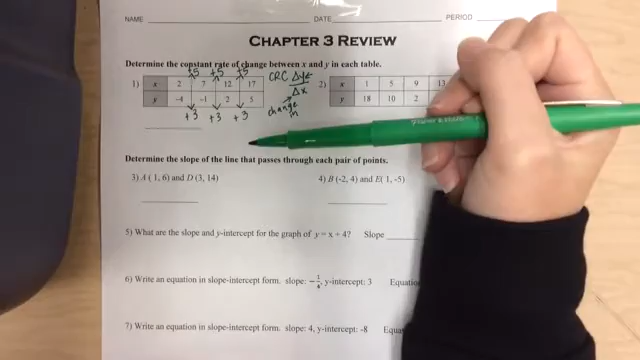 NAME DATE PERIOD
CHAPTER 3 REVIEW
Determine the constant rate of change between x and y in each table.
+5 +5 +5 CRC Δy
Δx
1) x 2 7 12 17
y -4 -1 2 5
+3 +3 +3
change in
2) x 1 5 9 13
y 18 10 2
Determine the slope of the line that passes through each pair of points.
3) A ( 1, 6) and D (3, 14) 4) B (-2, 4) and E( 1, -5)
5) What are the slope and y-intercept for the graph of y = x + 4? Slope
6) Write an equation in slope-intercept form. slope: , y-intercept: 3 Equation
7) Write an equation in slope-intercept form. slope: 4, y-intercept: -8 Equa